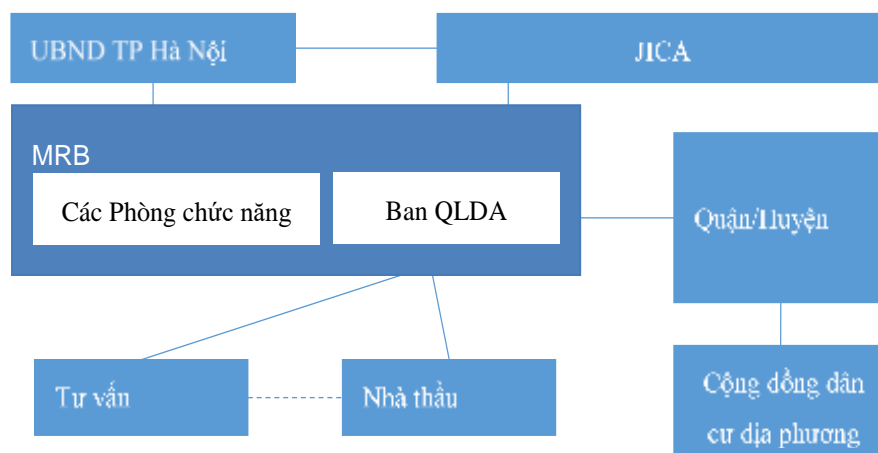 UBND TP Hà Nội
JICA
MRB
Các Phòng chức năng
Ban QLDA
Quận/Huyện
Tư vấn
Nhà thầu
Cộng đồng dân
cư địa phương